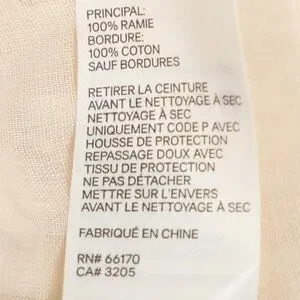 PRINCIPAL:
100% RAMIE
BORDURE:
100% COTON
SAUF BORDURES
RETIRER LA CEINTURE
AVANT LE NETTOYAGE À SEC
NETTOYAGE À SEC
UNIQUEMENT CODE P AVEC
HOUSSE DE PROTECTION
REPASSAGE DOUX AVEC
TISSU DE PROTECTION
NE PAS DÉTACHER
METTRE SUR L'ENVERS
AVANT LE NETTOYAGE À SEC
FABRIQUÉ EN CHINE
RN# 66170
CA# 3205